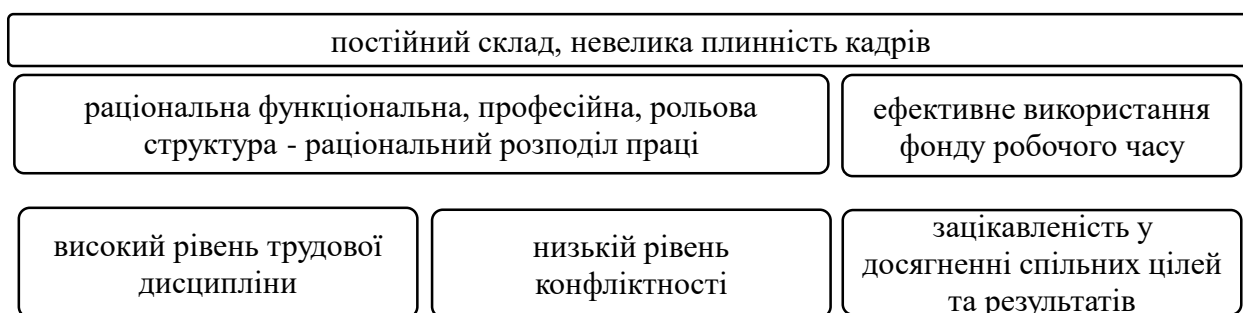 постійний склад, невелика плинність кадрів
раціональна функціональна, професійна, рольова
структура - раціональний розподіл праці
ефективне використання
фонду робочого часу
високий рівень трудової
дисципліни
низькій рівень
конфліктності
зацікавленість у
досягненні спільних цілей
та результатів